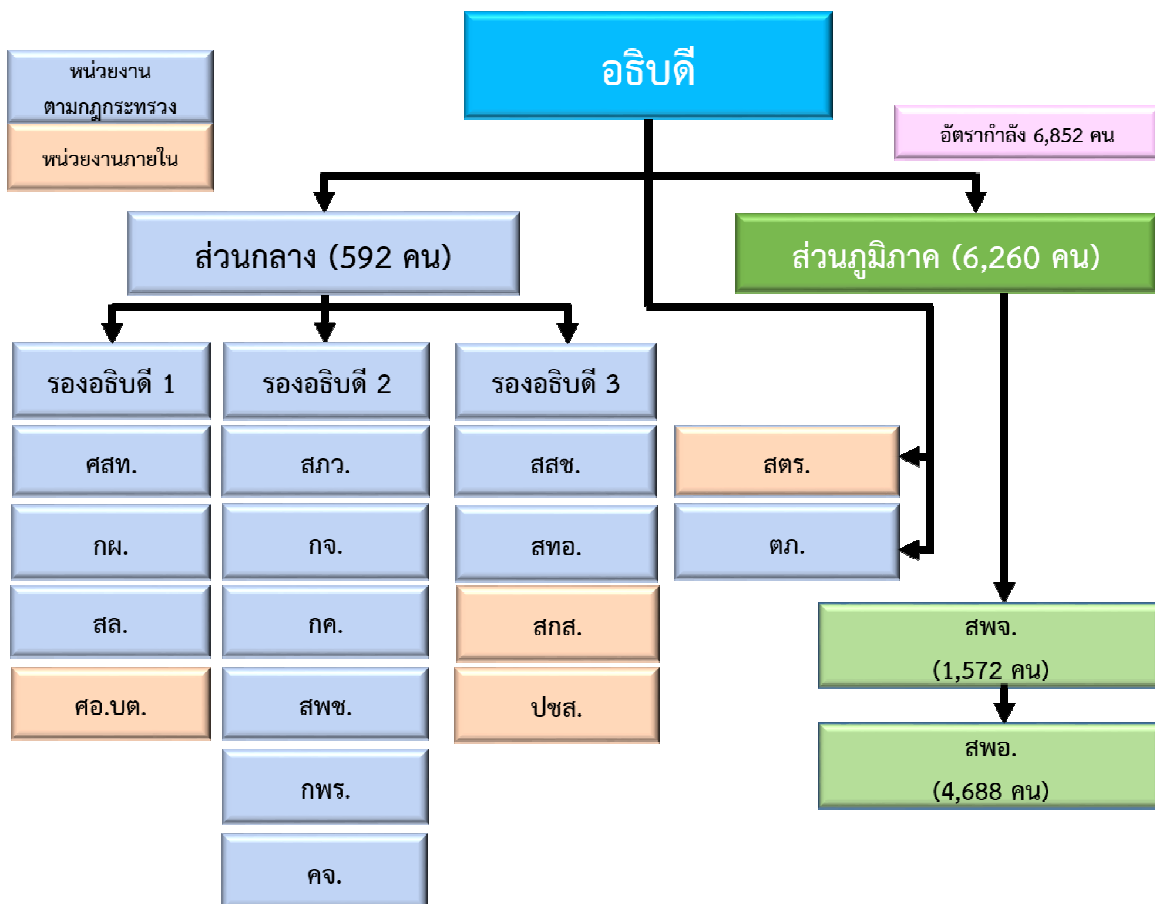 อธิบดี
หน่วยงาน
ตามกฎกระทรวง
หน่วยงานภายใน
อัตรากำลัง 6,852 คน
ส่วนกลาง (592 คน)
ส่วนภูมิภาค (6,260 คน)
รองอธิบดี 1
รองอธิบดี 2
รองอธิบดี 3
ศสท.
สภว.
สสช.
สตร.
กผ.
กจ.
สทอ.
ตภ.
สล.
กค.
สกส.
สพจ.
(1,572 คน)
ศอ.บต.
สพช.
ปชส.
สพอ.
(4,688 คน)
กพร.
คจ.